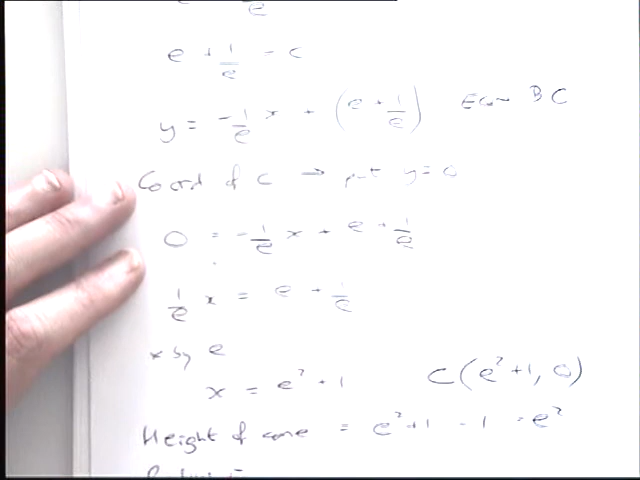 e
e + 1/e = c
y = -1/e x + (e + 1/e) Eqn BC
Coord of C → put y = 0
0 = -1/e x + e + 1/e
1/e x = e + 1/e
x by e
x = e² + 1 C(e²+1, 0)
Height of cone = e²+1 - 1 = e²